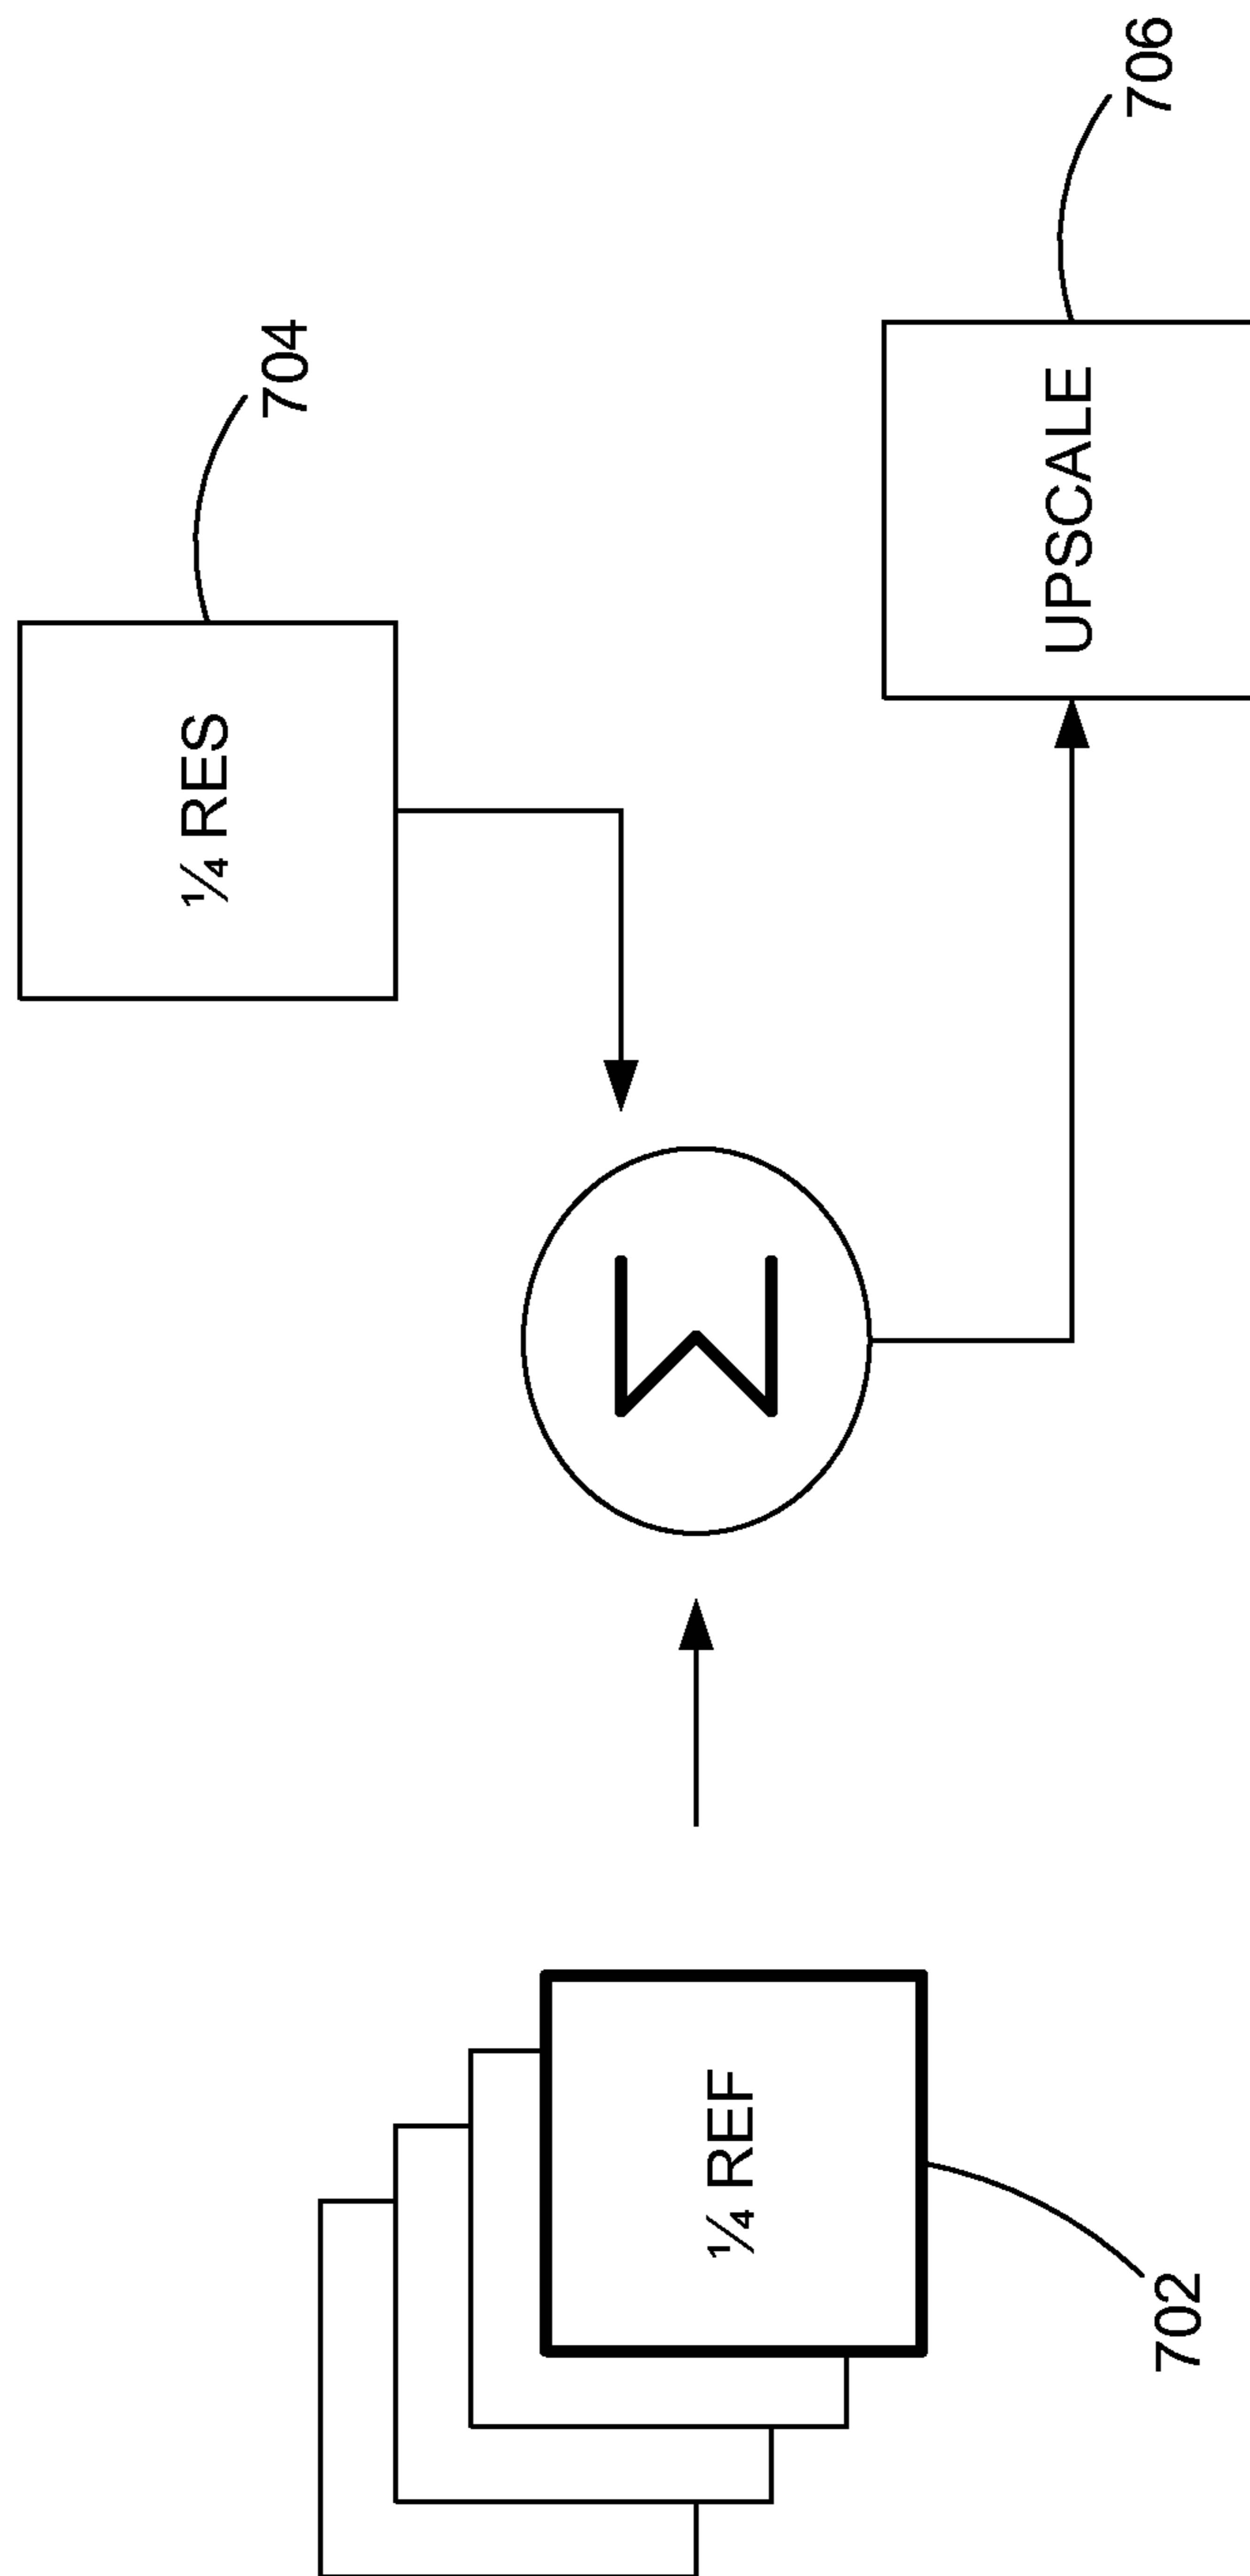 ¼ RES
704
¼ REF
702
Σ
UPSCALE
706